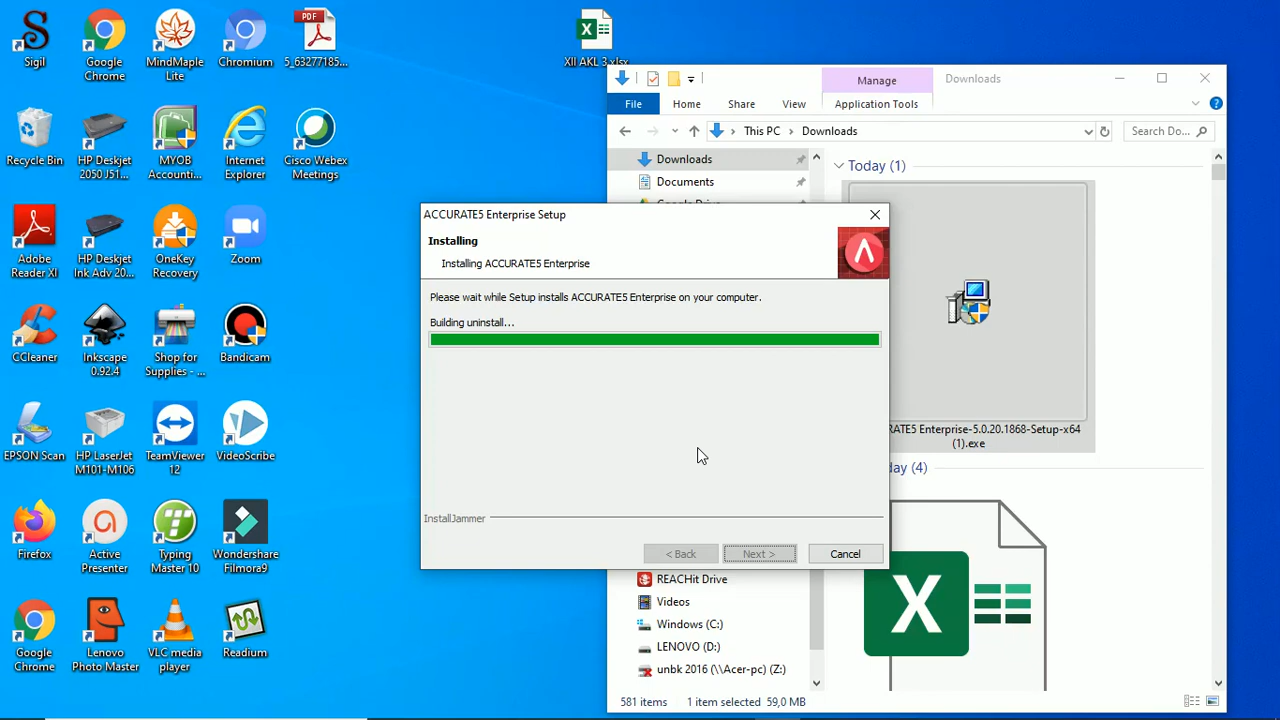 Sigil
Google
Chrome
MindMaple
Lite
Chromium
PDF
5_63277185...
XII AKL 3.xlsx
Recycle Bin
HP Deskjet
2050 J51...
MYOB
Accounti...
Internet
Explorer
Cisco Webex
Meetings
Adobe
Reader XI
HP Deskjet
Ink Adv 20...
OneKey
Recovery
Zoom
CCleaner
Inkscape
0.92.4
Shop for
Supplies - ...
Bandicam
EPSON Scan
HP LaserJet
M101-M106
TeamViewer
12
VideoScribe
Firefox
Active
Presenter
Typing
Master 10
Wondershare
Filmora9
Google
Chrome
Lenovo
Photo Master
VLC media
player
Readium
Manage
Downloads
File
Home
Share
View
Application Tools
This PC
Downloads
Search Do...
Downloads
Documents
Today (1)
RATE5 Enterprise-5.0.20.1868-Setup-x64
(1).exe
day (4)
REACHit Drive
Videos
Windows (C:)
LENOVO (D:)
unbk 2016 (\\Acer-pc) (Z:)
581 items
1 item selected 59,0 MB
ACCURATE5 Enterprise Setup
Installing
Installing ACCURATE5 Enterprise
Please wait while Setup installs ACCURATE5 Enterprise on your computer.
Building uninstall...
InstallJammer
< Back
Next >
Cancel